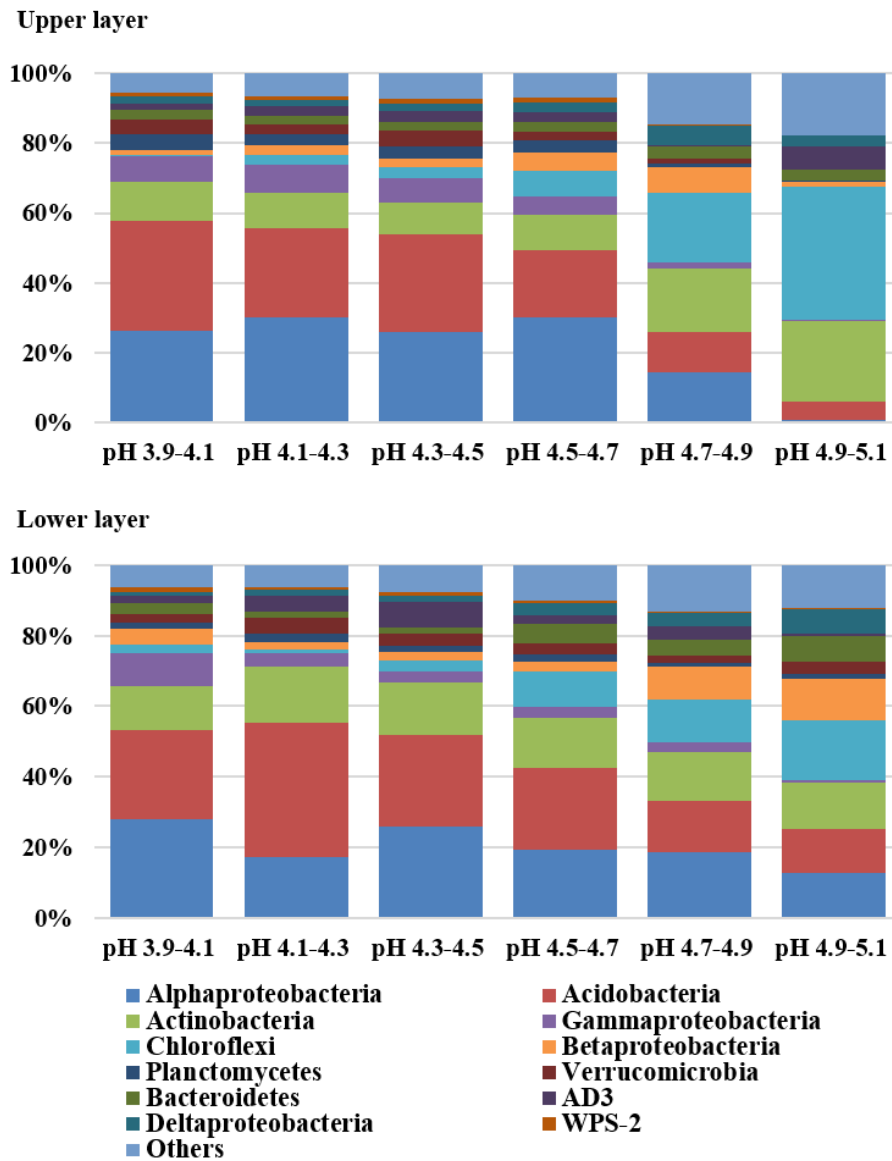 Upper layer
100%
80%
60%
40%
20%
0%
pH 3.9-4.1 pH 4.1-4.3 pH 4.3-4.5 pH 4.5-4.7 pH 4.7-4.9 pH 4.9-5.1
Lower layer
100%
80%
60%
40%
20%
0%
pH 3.9-4.1 pH 4.1-4.3 pH 4.3-4.5 pH 4.5-4.7 pH 4.7-4.9 pH 4.9-5.1
Alphaproteobacteria Acidobacteria
Actinobacteria Gammaproteobacteria
Chloroflexi Betaproteobacteria
Planctomycetes Verrucomicrobia
Bacteroidetes AD3
Deltaproteobacteria WPS-2
Others